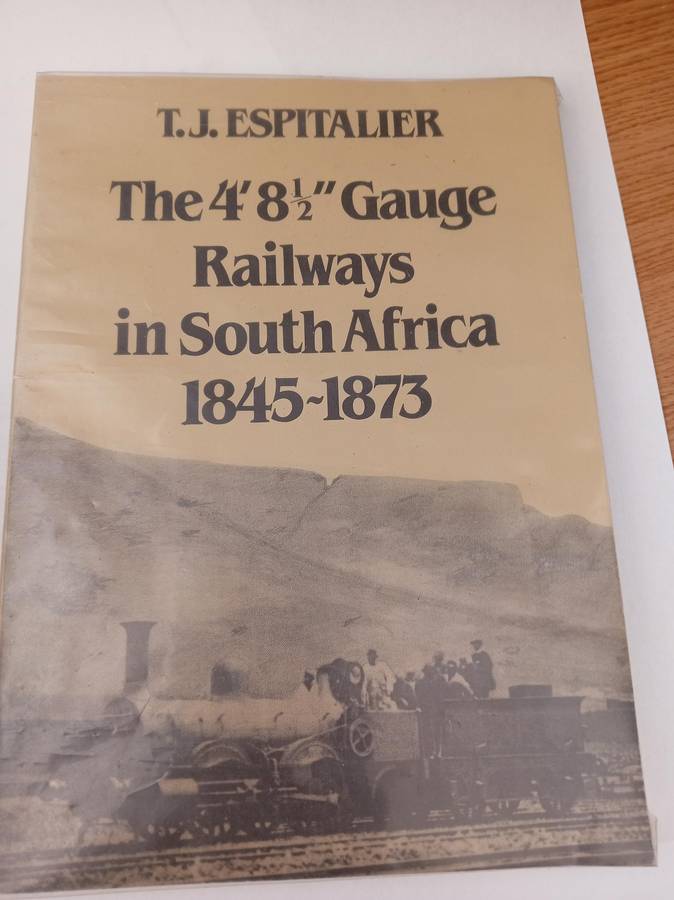 T. J. ESPITALIER
The 4' 8½" Gauge
Railways
in South Africa
1845~1873